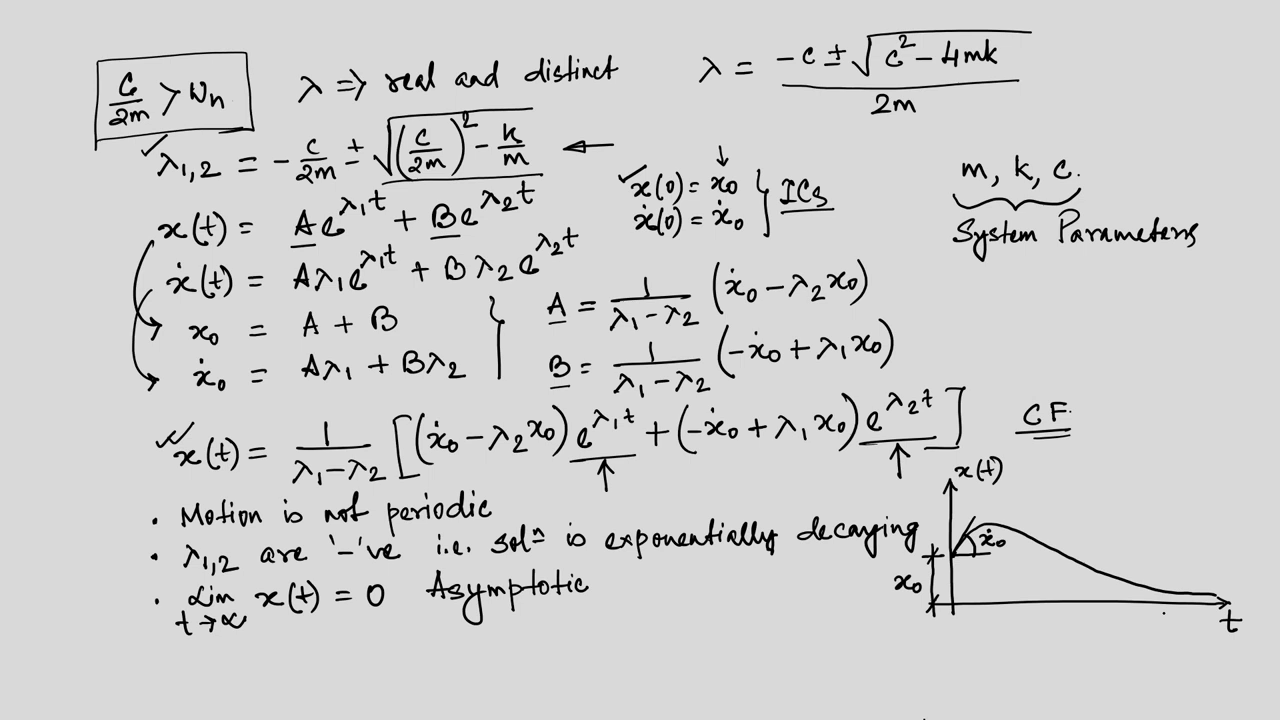 c/2m > ωn   λ ⇒ real and distinct   λ = (-c ± √(c² - 4mk)) / 2m
✓ λ1,2 = -c/2m ± √((c/2m)² - k/m) ←
✓ x(0) = x0
ẋ(0) = ẋ0 } ICs
m, k, c.
System Parameters
x(t) = Ae^λ1t + Be^λ2t
ẋ(t) = Aλ1e^λ1t + Bλ2e^λ2t
x0 = A + B
ẋ0 = Aλ1 + Bλ2
A = 1/(λ1-λ2) (ẋ0 - λ2x0)
B = 1/(λ1-λ2) (-ẋ0 + λ1x0)
x(t) = 1/(λ1-λ2) [(ẋ0 - λ2x0)e^λ1t + (-ẋ0 + λ1x0)e^λ2t]   CF.
· Motion is not periodic
· λ1,2 are '-'ve i.e. solⁿ is exponentially decaying
· Lim t→∞ x(t) = 0 Asymptotic
x(t)
ẋ0
x0
t